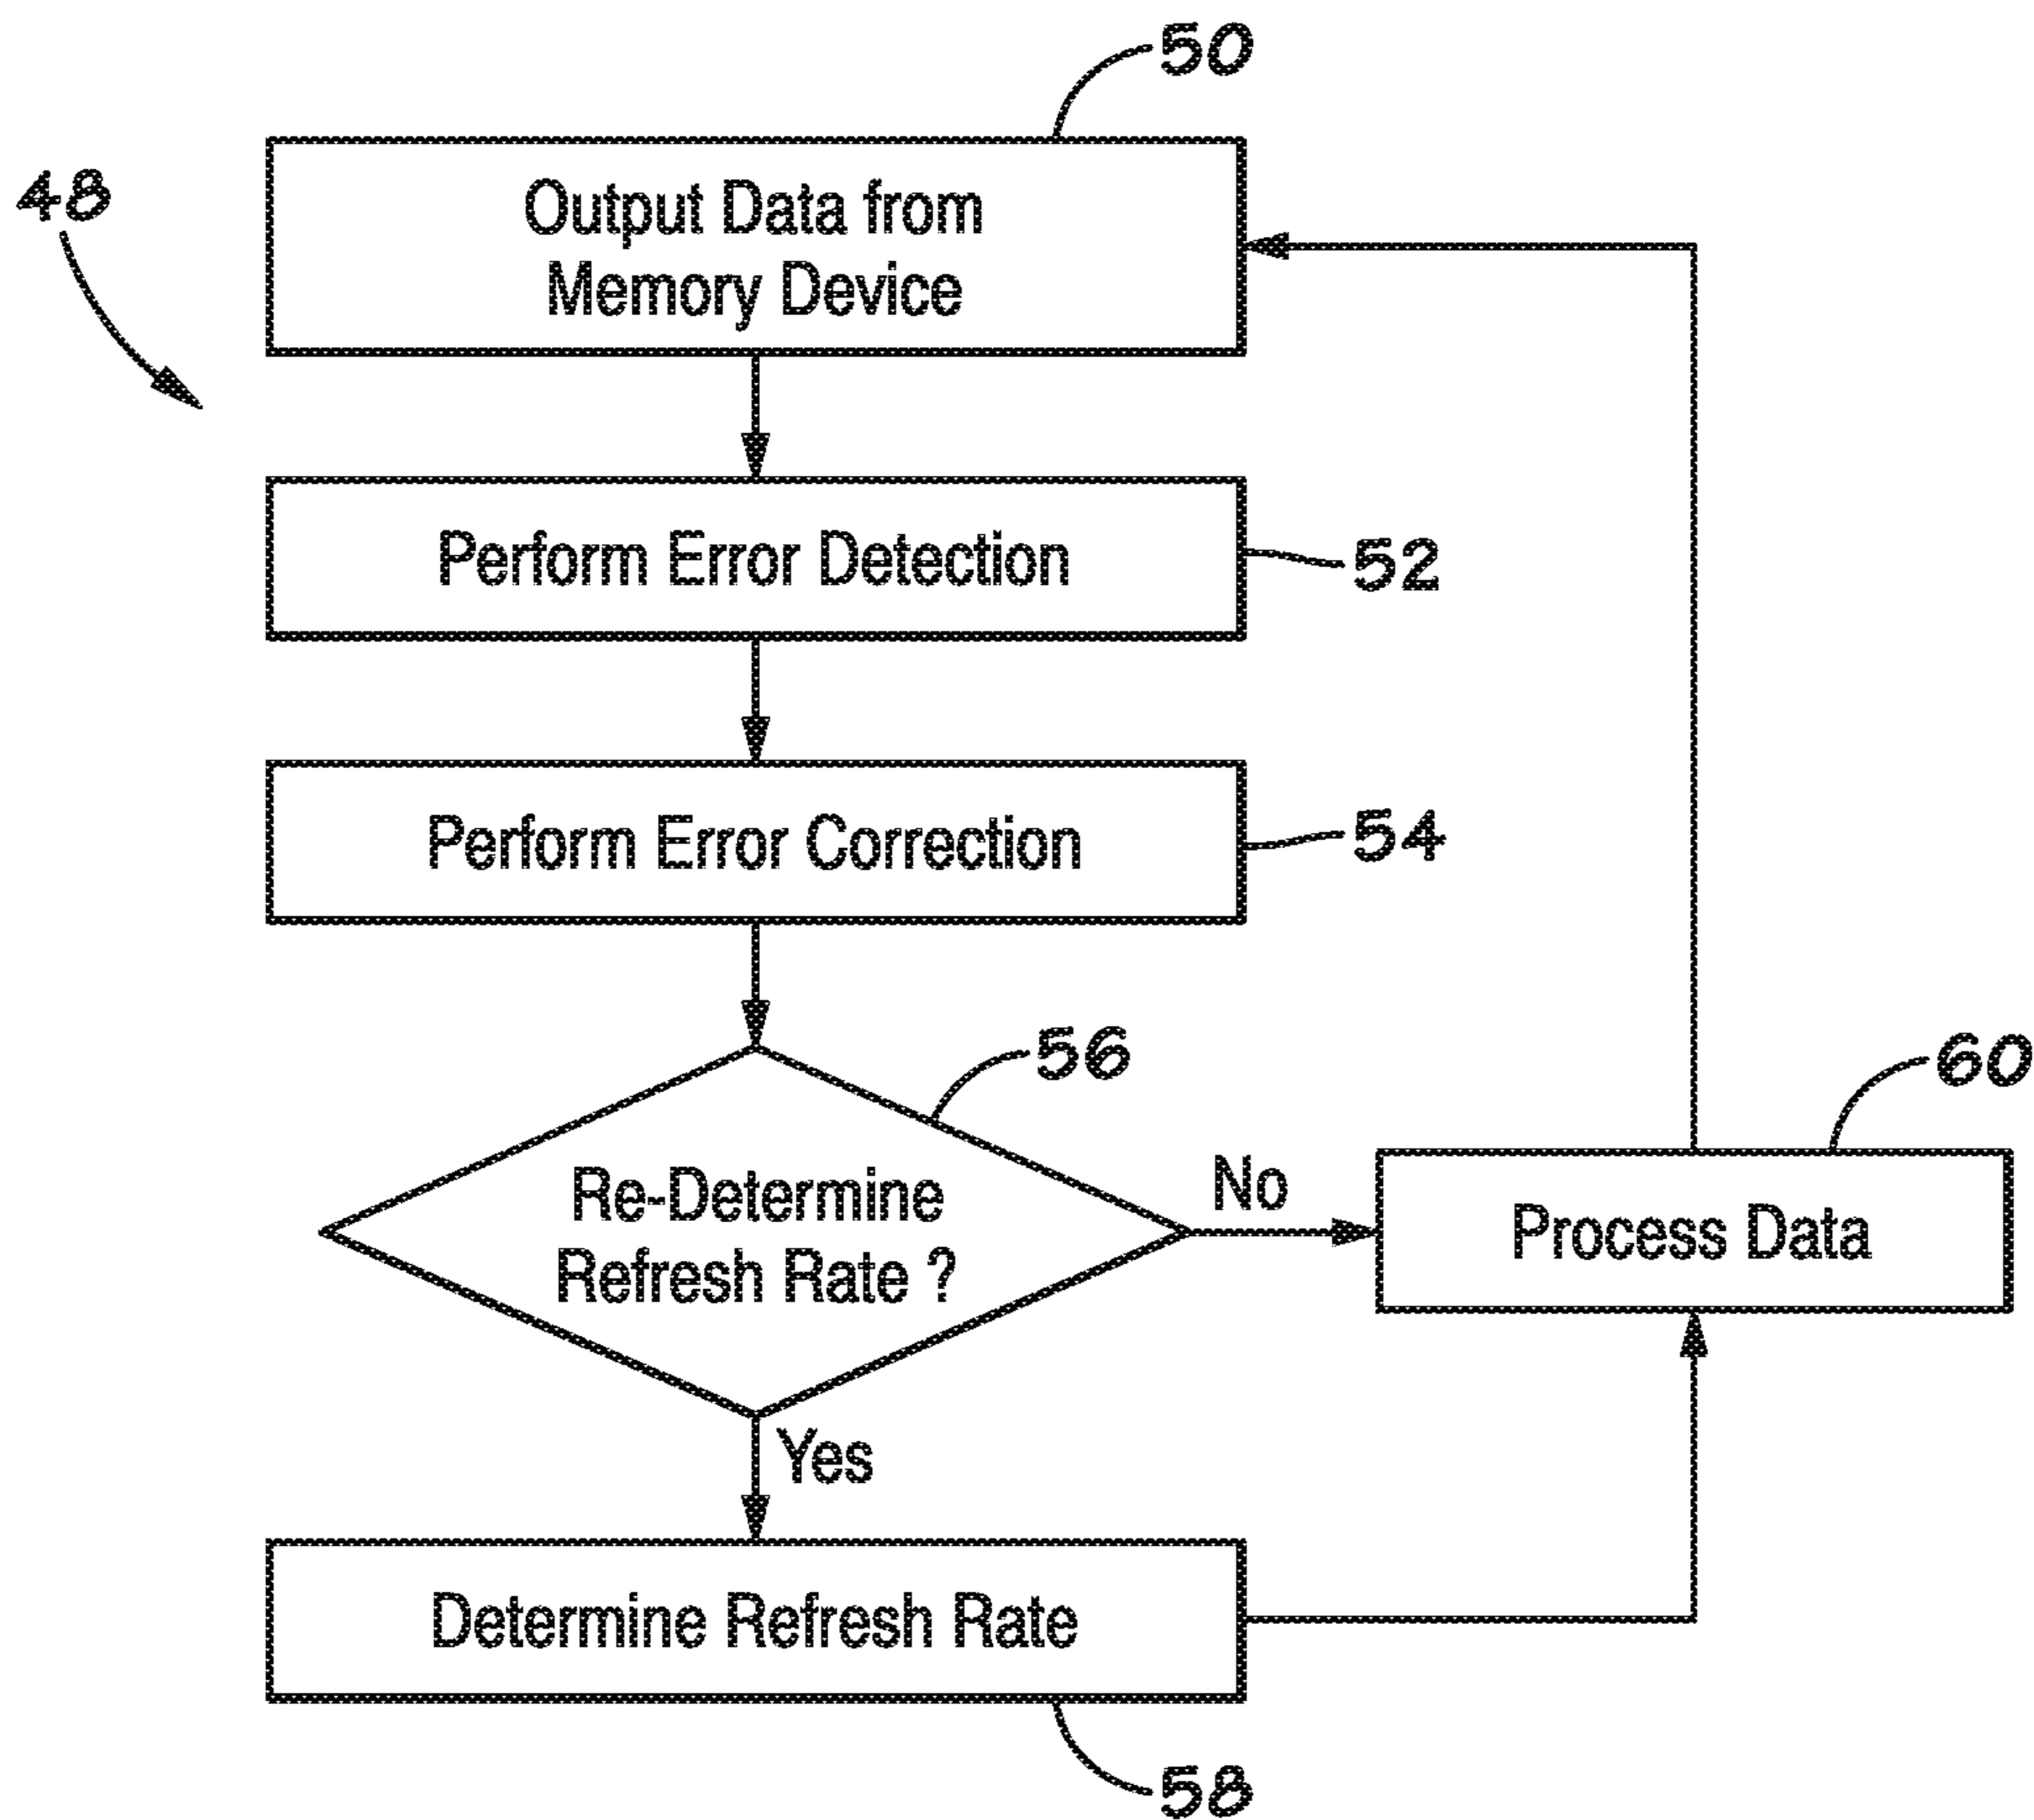 50
48
Output Data from
Memory Device
Perform Error Detection
52
Perform Error Correction
54
56
60
Re-Determine
Refresh Rate ?
No
Process Data
Yes
Determine Refresh Rate
58